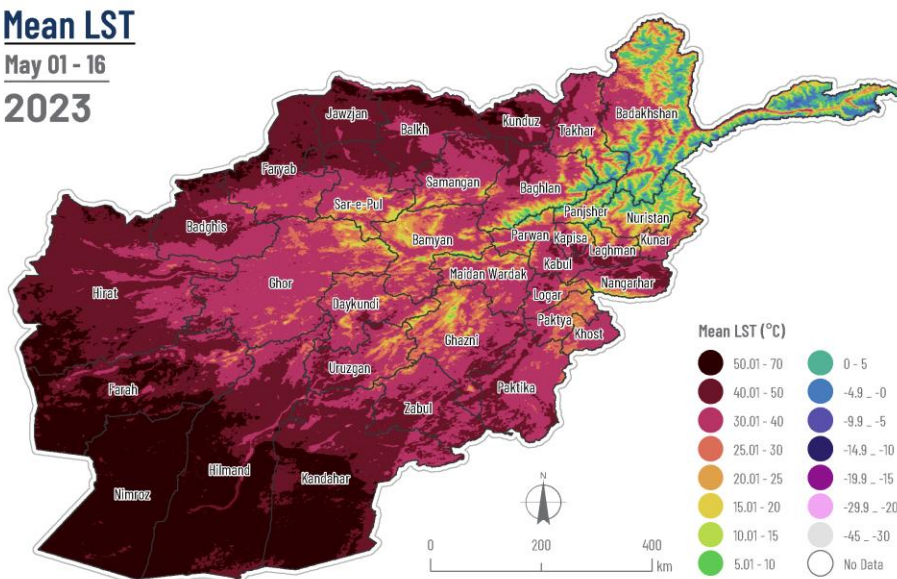 Mean LST
May 01 - 16
2023
Jawzjan
Balkh
Kunduz
Takhar
Badakhshan
Faryab
Samangan
Baghlan
Sar-e-Pul
Panjsher
Nuristan
Badghis
Bamyan
Parwan
Kapisa
Kunar
Laghman
Kabul
Maidan Wardak
Nangarhar
Hirat
Ghor
Logar
Daykundi
Paktya
Khost
Ghazni
Uruzgan
Paktika
Farah
Zabul
Hilmand
Kandahar
Nimroz
N
0 200 400
km
Mean LST (°C)
50.01 - 70
40.01 - 50
30.01 - 40
25.01 - 30
20.01 - 25
15.01 - 20
10.01 - 15
5.01 - 10
0 - 5
-4.9 _ -0
-9.9 _ -5
-14.9 _ -10
-19.9 _ -15
-29.9 _ -20
-45 _ -30
No Data